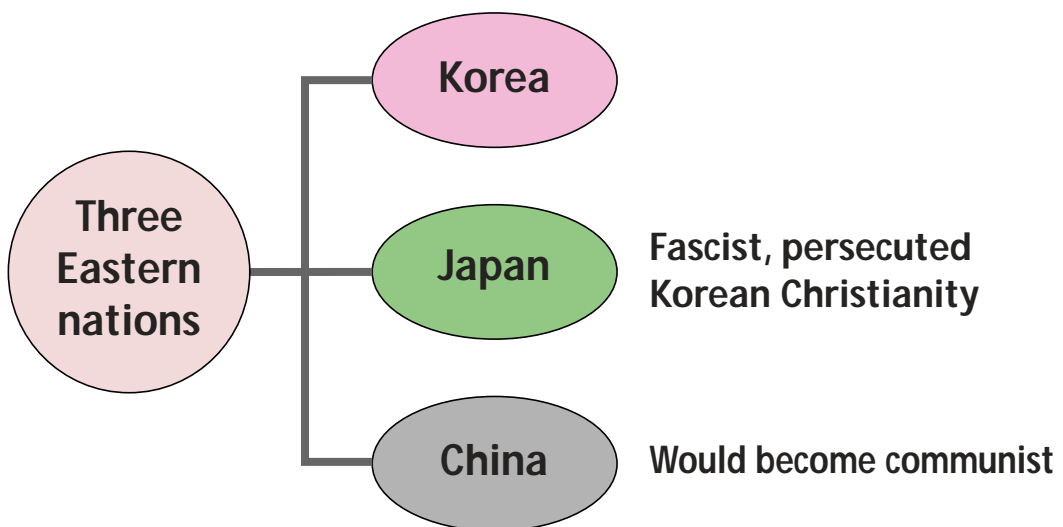 Korea
Three
Eastern
nations
Japan
Fascist, persecuted
Korean Christianity
China
Would become communist